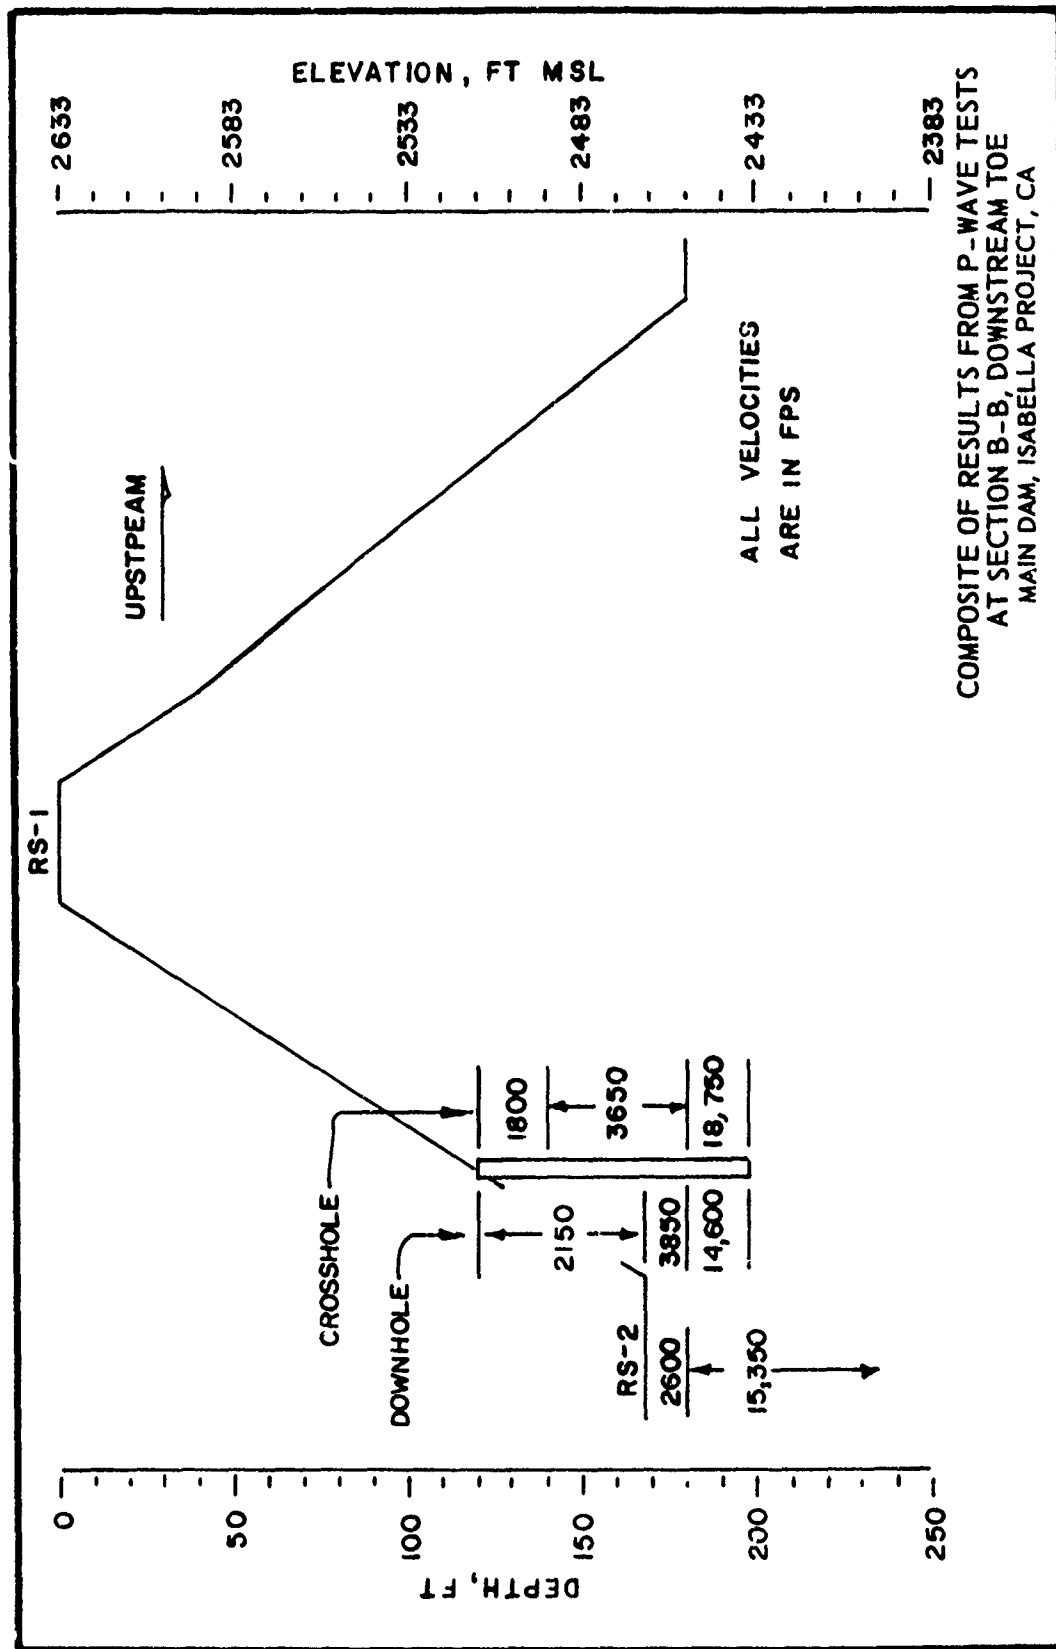 RS-1
UPSTPEAM
ELEVATION, FT MSL
2633
2583
2533
2483
2433
2383
DEPTH, FT
0
50
100
150
200
250
CROSSHOLE
DOWNHOLE
1800
3650
18,750
2150
3850
14,600
RS-2
2600
15,350
ALL VELOCITIES
ARE IN FPS
COMPOSITE OF RESULTS FROM P-WAVE TESTS
AT SECTION B-B, DOWNSTREAM TOE
MAIN DAM, ISABELLA PROJECT, CA